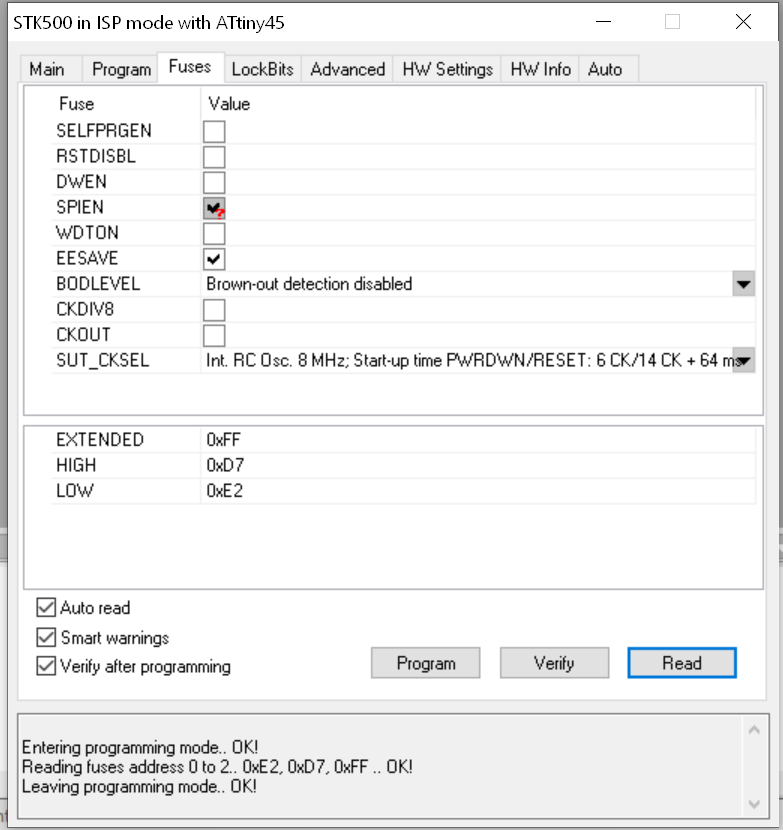 STK500 in ISP mode with ATtiny45
Main Program Fuses LockBits Advanced HW Settings HW Info Auto
Fuse Value
SELFPRGEN
RSTDISBL
DWEN
SPIEN ?
WDTON
EESAVE
BODLEVEL Brown-out detection disabled
CKDIV8
CKOUT
SUT_CKSEL Int. RC Osc. 8 MHz; Start-up time PWRDWN/RESET: 6 CK/14 CK + 64 ms
EXTENDED 0xFF
HIGH 0xD7
LOW 0xE2
Auto read
Smart warnings
Verify after programming
Program Verify Read
Entering programming mode.. OK!
Reading fuses address 0 to 2.. 0xE2, 0xD7, 0xFF .. OK!
Leaving programming mode.. OK!